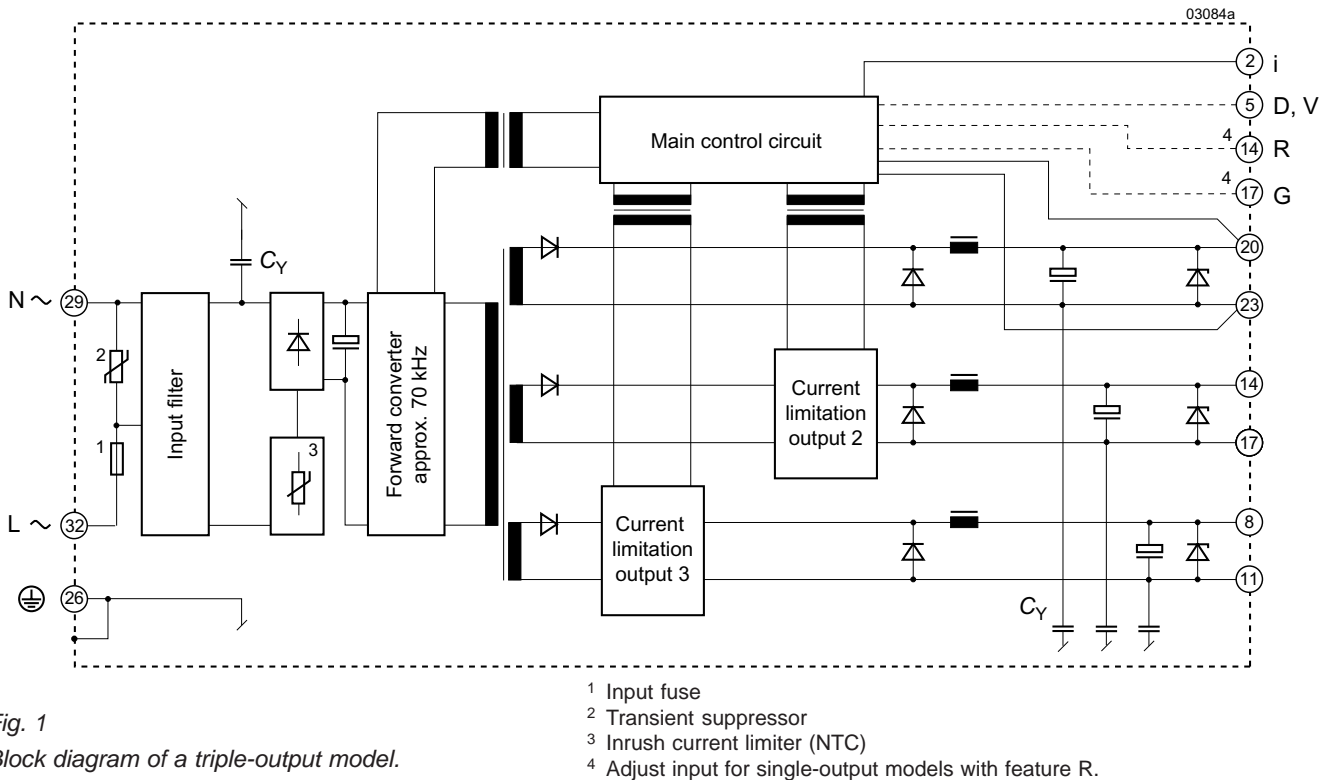 03084a
2 i
5 D, V
4
14 R
4
17 G
Main control circuit
20
C_Y
N ~ 29
23
2
Input filter
Forward converter
approx. 70 kHz
Current
limitation
output 2
14
17
1
3
L ~ 32
Current
limitation
output 3
8
11
26
C_Y
Fig. 1
Block diagram of a triple-output model.
1 Input fuse
2 Transient suppressor
3 Inrush current limiter (NTC)
4 Adjust input for single-output models with feature R.